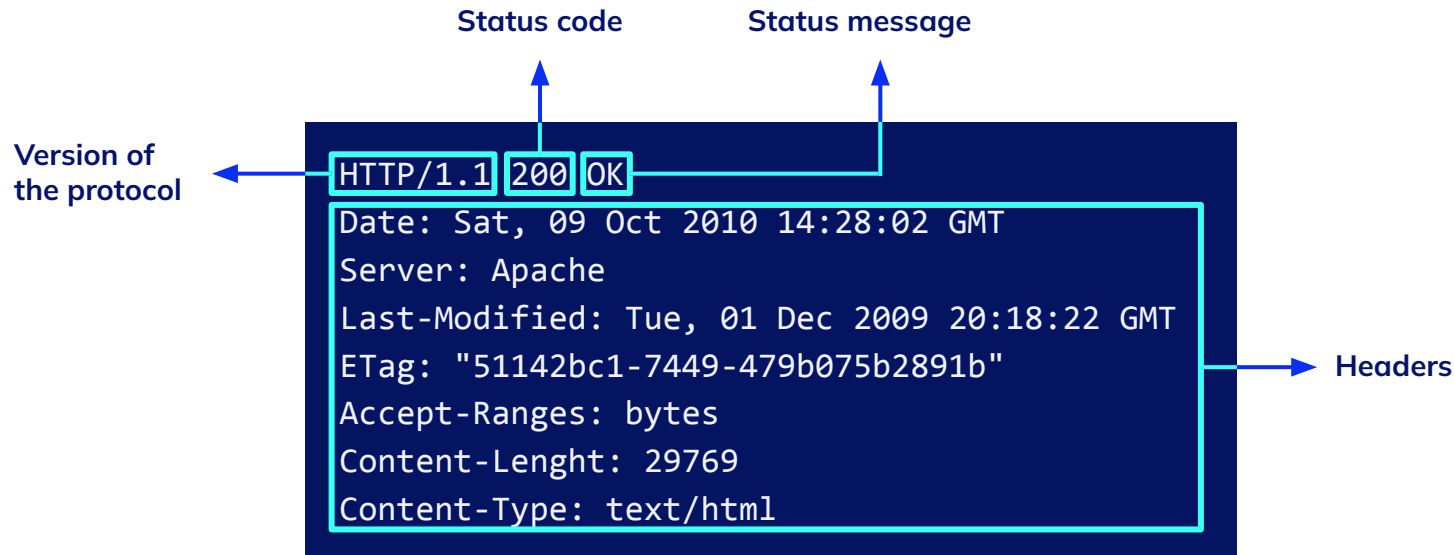 Status code
Status message
Version of
the protocol
HTTP/1.1 200 OK
Date: Sat, 09 Oct 2010 14:28:02 GMT
Server: Apache
Last-Modified: Tue, 01 Dec 2009 20:18:22 GMT
ETag: "51142bc1-7449-479b075b2891b"
Accept-Ranges: bytes
Content-Lenght: 29769
Content-Type: text/html
Headers